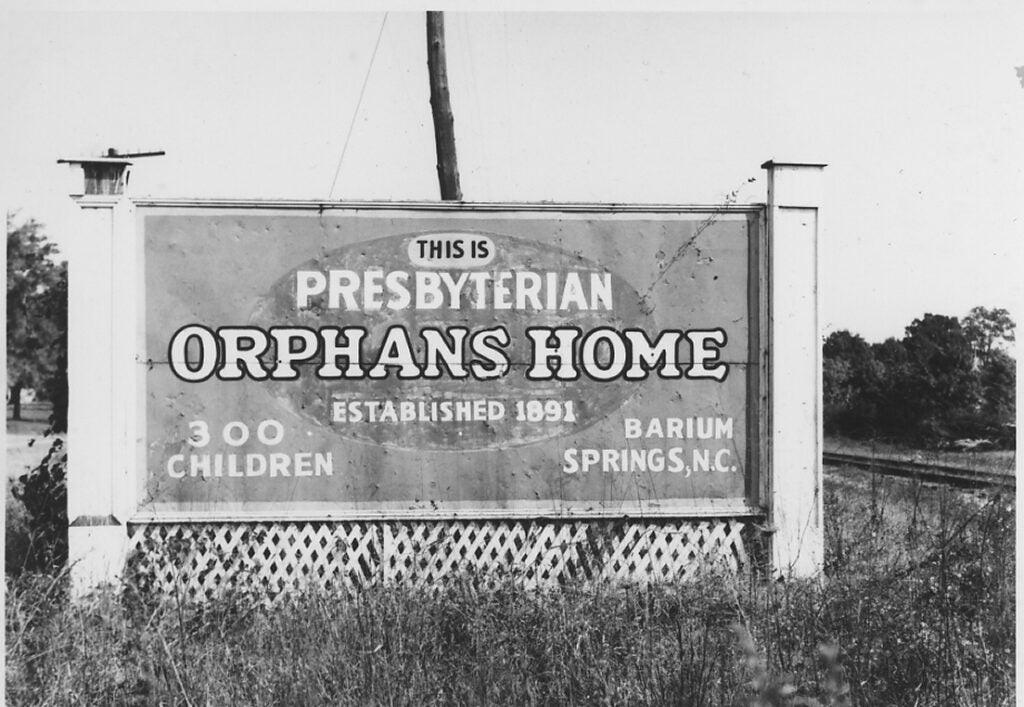 THIS IS
PRESBYTERIAN
ORPHANS HOME
ESTABLISHED 1891
300
CHILDREN
BARIUM
SPRINGS, N.C.